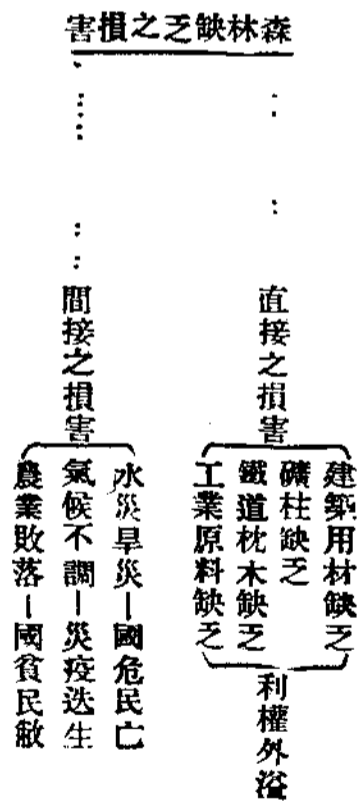 森林缺乏之損害
直接之損害
建築用材缺乏
礦柱缺乏
鐵道枕木缺乏
工業原料缺乏
利權外溢
間接之損害
水災旱災－國危民亡
氣候不調－災疫迭生
農業敗落－國貧民敝